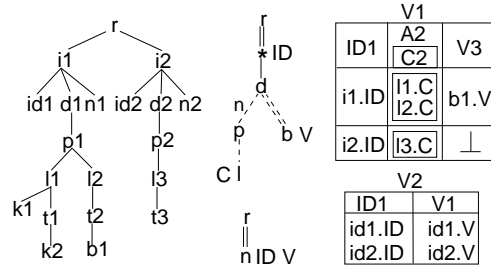 r
i1 i2
id1 d1 n1 id2 d2 n2
p1 p2
l1 l2 l3
k1 t1 t2 t3
k2 b1
r
* ID
d
n
p b V
C l
r
n ID V
V1
ID1 A2 V3
C2
i1.ID l1.C b1.V
l2.C
i2.ID l3.C ⊥
V2
ID1 V1
id1.ID id1.V
id2.ID id2.V